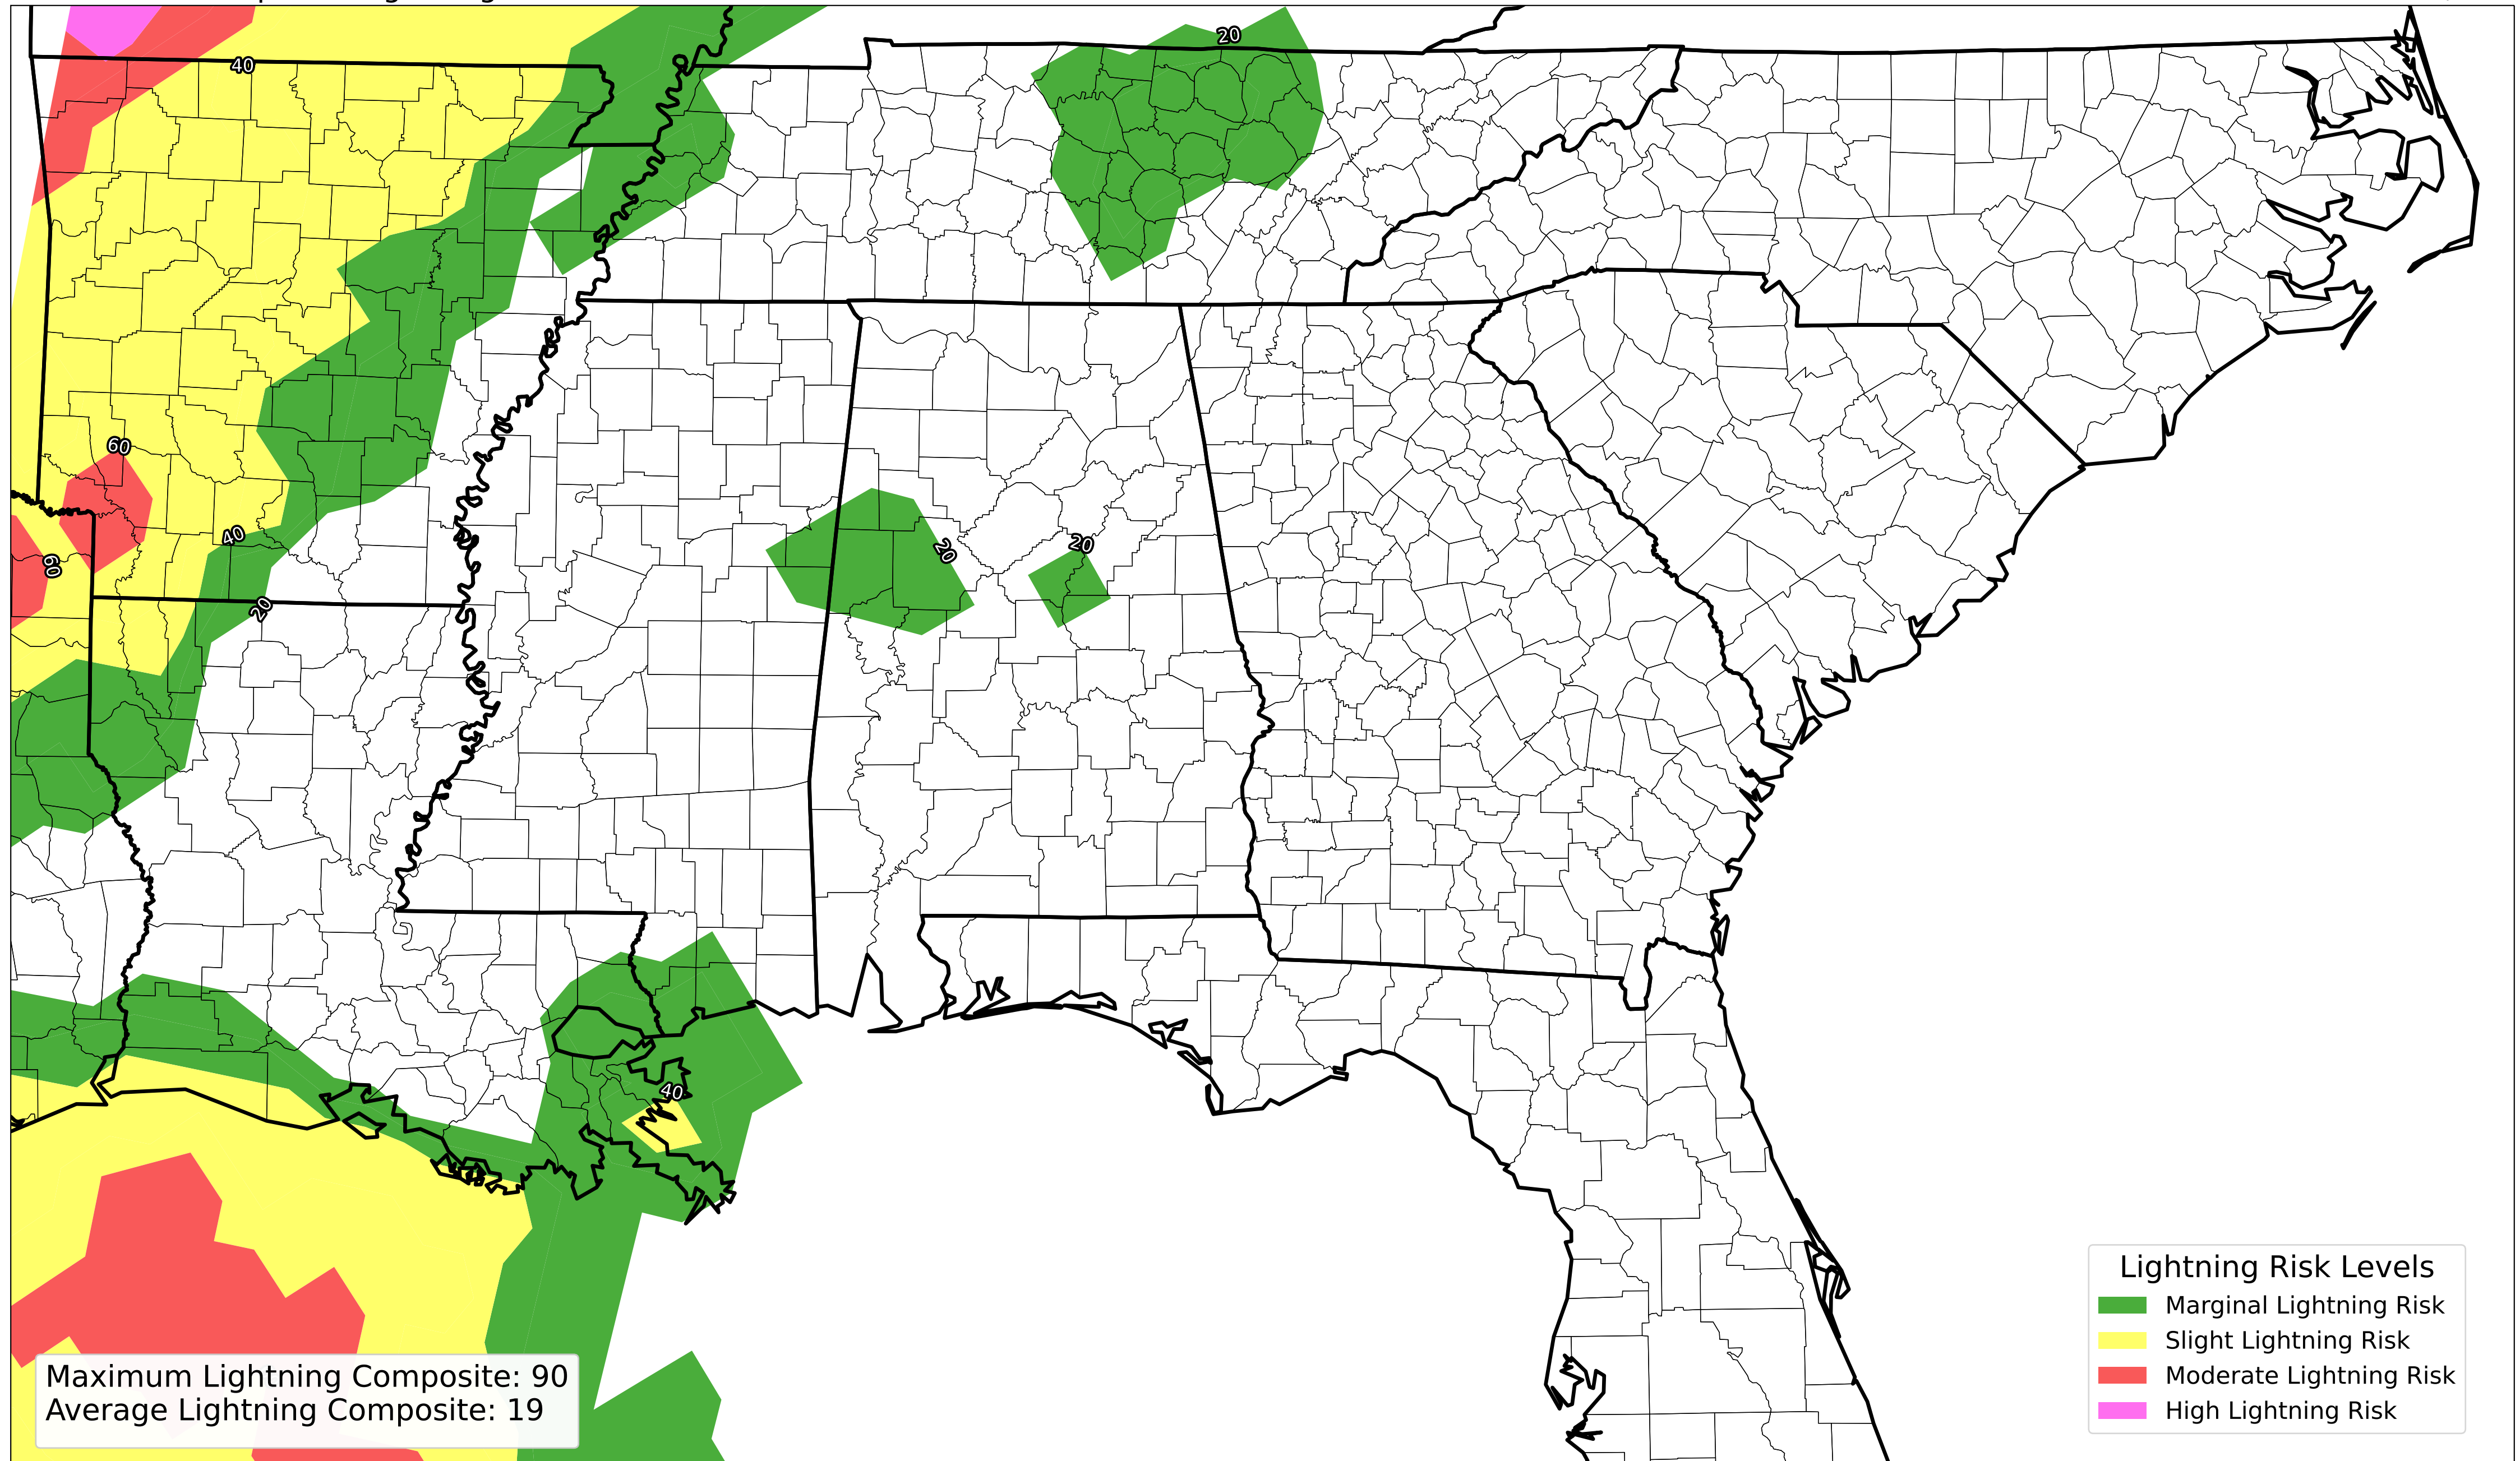 20
40
60
40
60
20
20
20
40
Lightning Risk Levels
Marginal Lightning Risk
Slight Lightning Risk
Moderate Lightning Risk
High Lightning Risk
Maximum Lightning Composite: 90
Average Lightning Composite: 19